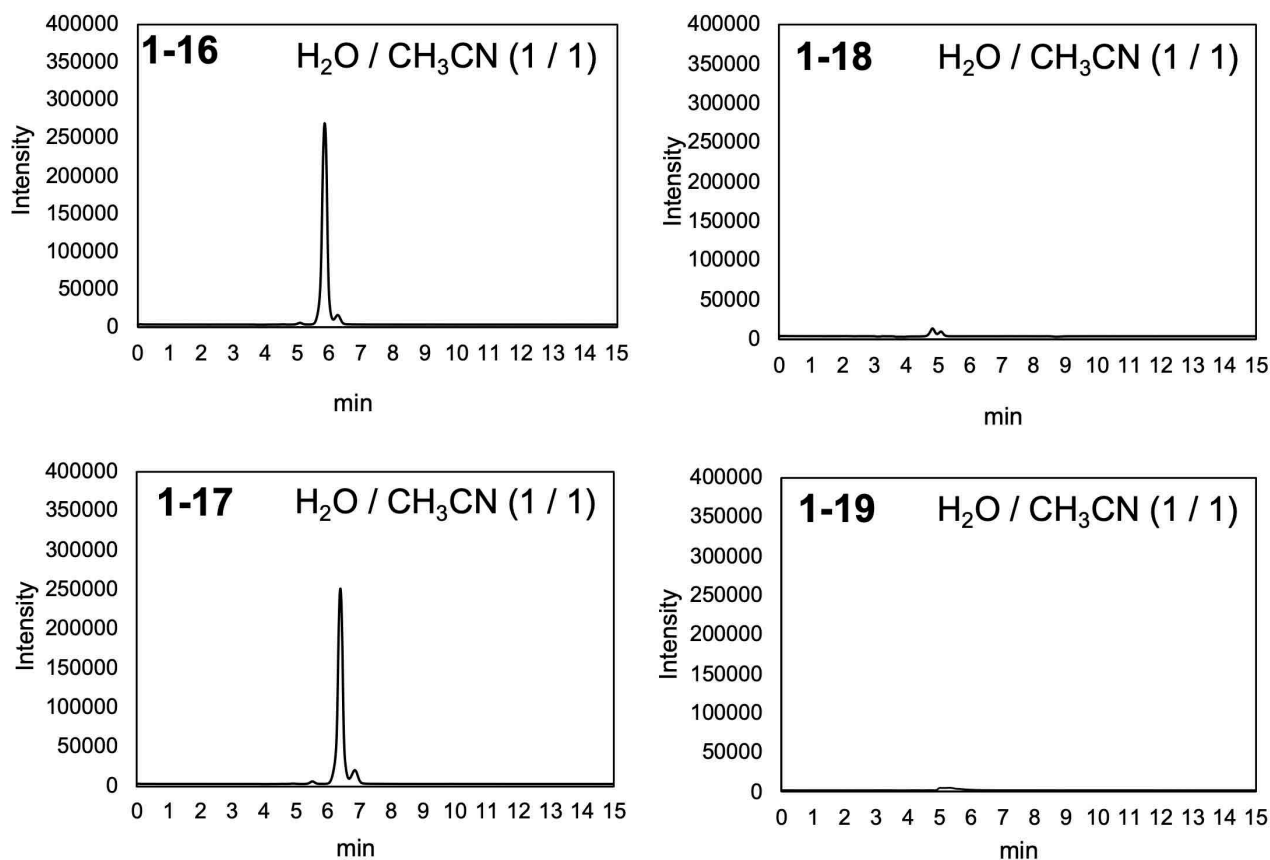 1-16 H₂O / CH₃CN (1 / 1)
Intensity
400000
350000
300000
250000
200000
150000
100000
50000
0
0 1 2 3 4 5 6 7 8 9 10 11 12 13 14 15
min
1-18 H₂O / CH₃CN (1 / 1)
Intensity
400000
350000
300000
250000
200000
150000
100000
50000
0
0 1 2 3 4 5 6 7 8 9 10 11 12 13 14 15
min
1-17 H₂O / CH₃CN (1 / 1)
Intensity
400000
350000
300000
250000
200000
150000
100000
50000
0
0 1 2 3 4 5 6 7 8 9 10 11 12 13 14 15
min
1-19 H₂O / CH₃CN (1 / 1)
Intensity
400000
350000
300000
250000
200000
150000
100000
50000
0
0 1 2 3 4 5 6 7 8 9 10 11 12 13 14 15
min